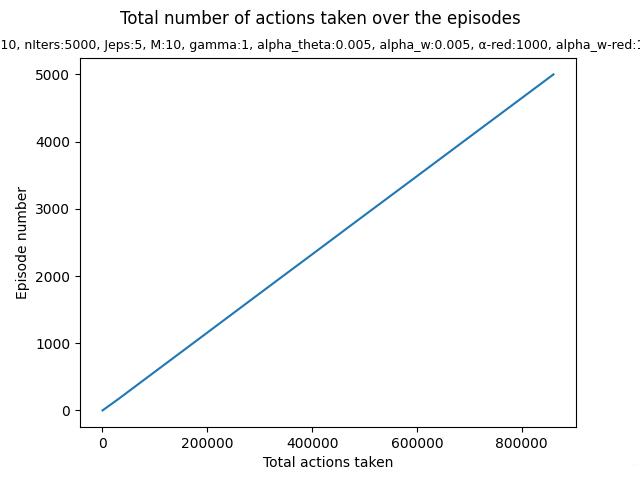 Total number of actions taken over the episodes
10, nIters:5000, Jeps:5, M:10, gamma:1, alpha_theta:0.005, alpha_w:0.005, α-red:1000, alpha_w-red:1
5000
4000
3000
2000
1000
0
Episode number
0 200000 400000 600000 800000
Total actions taken